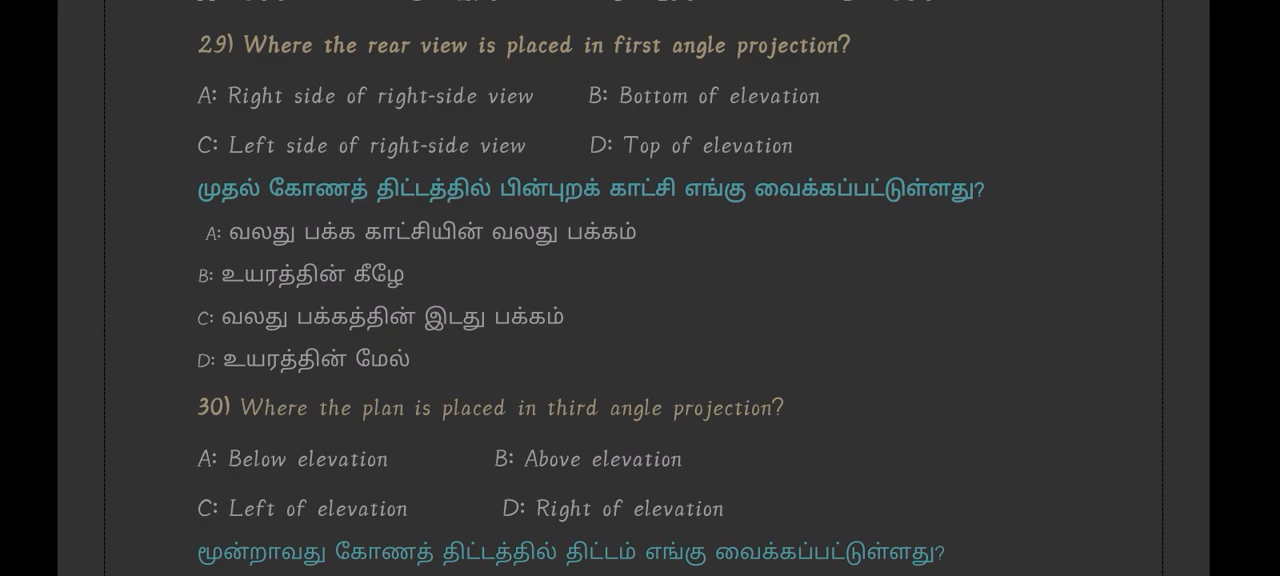 29) Where the rear view is placed in first angle projection?
A: Right side of right-side view B: Bottom of elevation
C: Left side of right-side view D: Top of elevation
முதல் கோணத் திட்டத்தில் பின்புறக் காட்சி எங்கு வைக்கப்பட்டுள்ளது?
A: வலது பக்க காட்சியின் வலது பக்கம்
B: உயரத்தின் கீழே
C: வலது பக்கத்தின் இடது பக்கம்
D: உயரத்தின் மேல்
30) Where the plan is placed in third angle projection?
A: Below elevation B: Above elevation
C: Left of elevation D: Right of elevation
மூன்றாவது கோணத் திட்டத்தில் திட்டம் எங்கு வைக்கப்பட்டுள்ளது?